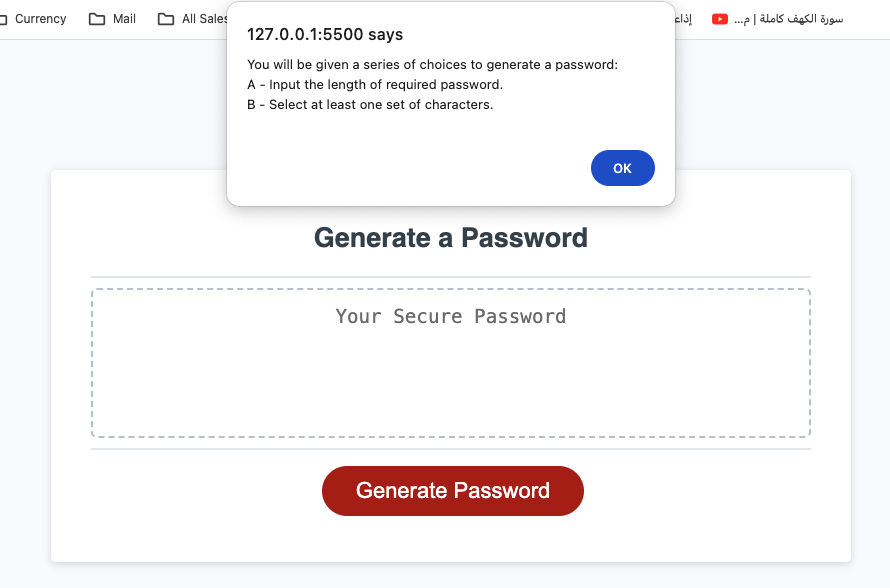 Currency
Mail
All Sales
إذاع
سورة الكهف كاملة | م...
127.0.0.1:5500 says
You will be given a series of choices to generate a password:
A - Input the length of required password.
B - Select at least one set of characters.
OK
Generate a Password
Your Secure Password
Generate Password